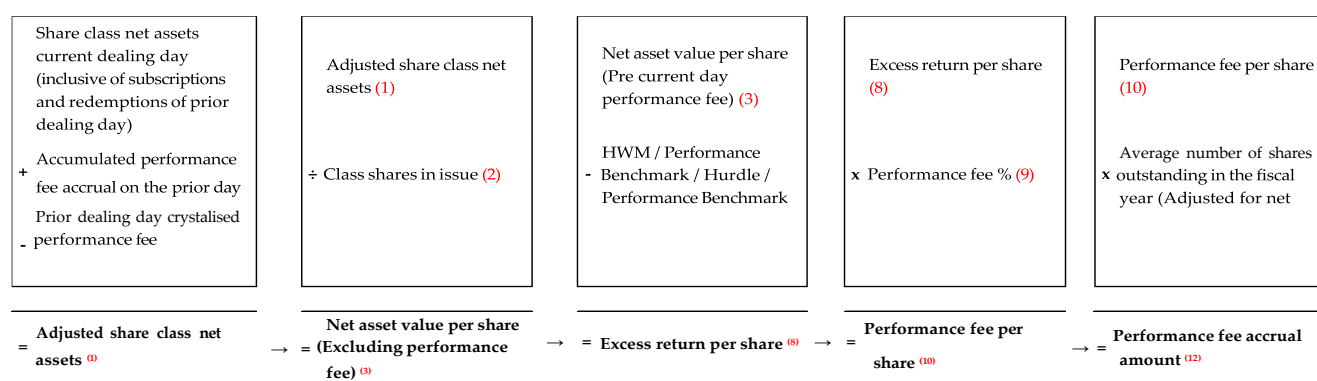 Share class net assets
current dealing day
(inclusive of subscriptions
and redemptions of prior
dealing day)
+ Accumulated performance
fee accrual on the prior day
Prior dealing day crystalised
- performance fee
= Adjusted share class net
assets (1)
→
Adjusted share class net
assets (1)
÷ Class shares in issue (2)
Net asset value per share
= (Excluding performance
fee) (3)
→
Net asset value per share
(Pre current day
performance fee) (3)
HWM / Performance
- Benchmark / Hurdle /
Performance Benchmark
= Excess return per share (8)
→
Excess return per share
(8)
x Performance fee % (9)
Performance fee per
= share (10)
→
Performance fee per share
(10)
Average number of shares
x outstanding in the fiscal
year (Adjusted for net
= Performance fee accrual
amount (12)